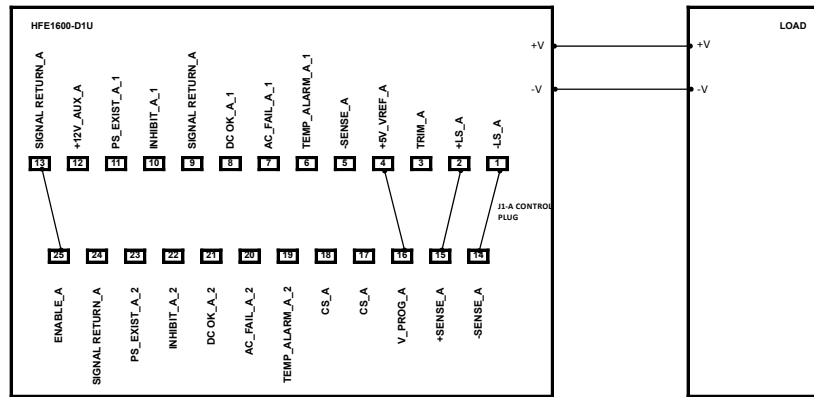 HFE1600-D1U
LOAD
+V
+V
-V
-V
SIGNAL RETURN_A
+12V_AUX_A
PS_EXIST_A_1
INHIBIT_A_1
SIGNAL RETURN_A
DC OK_A_1
AC_FAIL_A_1
TEMP_ALARM_A_1
-SENSE_A
+5V_VREF_A
TRIM_A
+LS_A
-LS_A
13 12 11 10 9 8 7 6 5 4 3 2 1
J1-A CONTROL
PLUG
25 24 23 22 21 20 19 18 17 16 15 14
ENABLE_A
SIGNAL RETURN_A
PS_EXIST_A_2
INHIBIT_A_2
DC OK_A_2
AC_FAIL_A_2
TEMP_ALARM_A_2
CS_A
CS_A
V_PROG_A
+SENSE_A
-SENSE_A